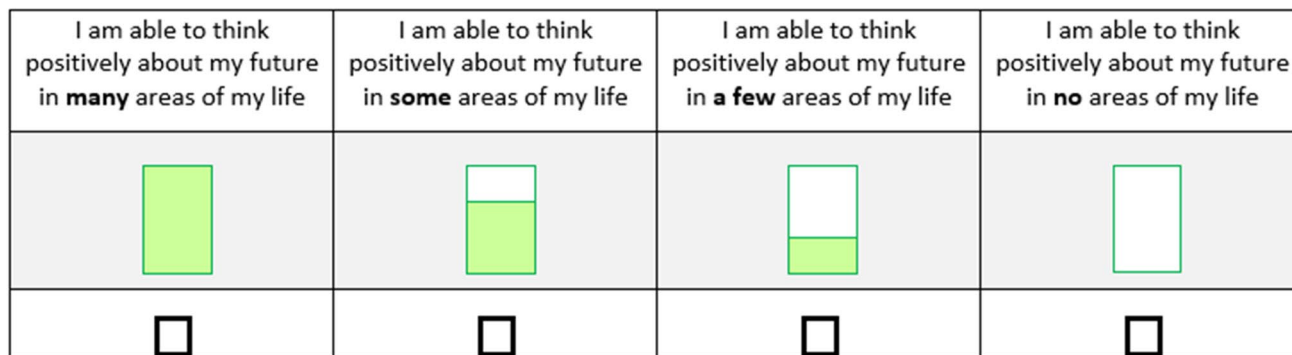 I am able to think
positively about my future
in many areas of my life
I am able to think
positively about my future
in some areas of my life
I am able to think
positively about my future
in a few areas of my life
I am able to think
positively about my future
in no areas of my life